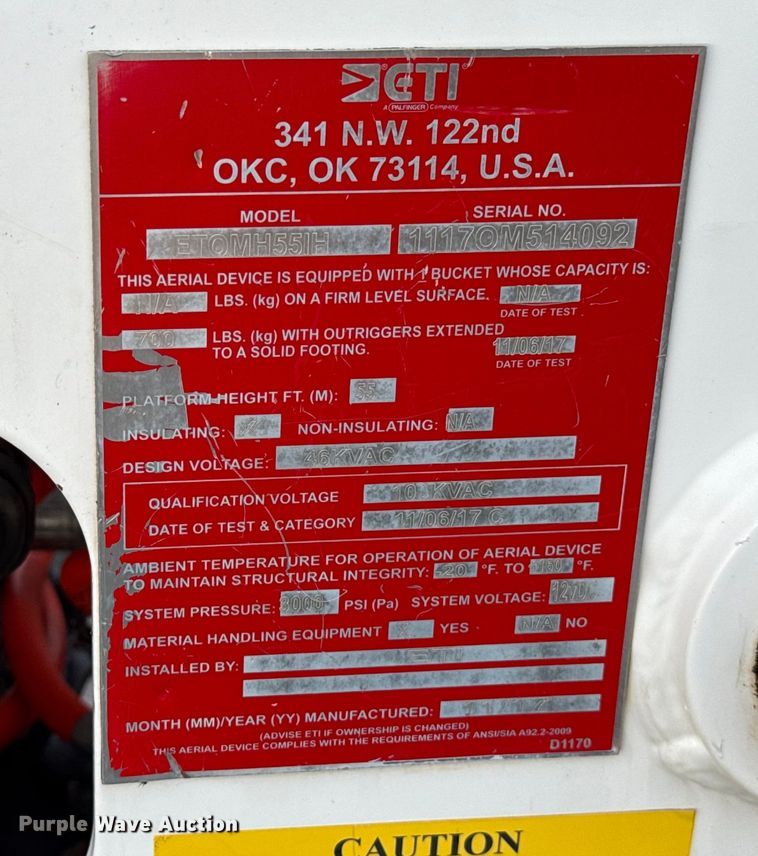 ETI
A PALFINGER Company
341 N.W. 122nd
OKC, OK 73114, U.S.A.
MODEL SERIAL NO.
ETOMH55IH 1117OM514092
THIS AERIAL DEVICE IS EQUIPPED WITH 1 BUCKET WHOSE CAPACITY IS:
N/A LBS. (kg) ON A FIRM LEVEL SURFACE. N/A
DATE OF TEST
700 LBS. (kg) WITH OUTRIGGERS EXTENDED 11/06/17
TO A SOLID FOOTING. DATE OF TEST
PLATFORM HEIGHT FT. (M): 55
INSULATING: NON-INSULATING: N/A
DESIGN VOLTAGE: 46KVAC
QUALIFICATION VOLTAGE KVAC
DATE OF TEST & CATEGORY 11/06/17 C
AMBIENT TEMPERATURE FOR OPERATION OF AERIAL DEVICE
TO MAINTAIN STRUCTURAL INTEGRITY: -20 °F. TO 150 °F.
SYSTEM PRESSURE: 3000 PSI (Pa) SYSTEM VOLTAGE:
MATERIAL HANDLING EQUIPMENT X YES N/A NO
INSTALLED BY:
MONTH (MM)/YEAR (YY) MANUFACTURED:
(ADVISE ETI IF OWNERSHIP IS CHANGED)
THIS AERIAL DEVICE COMPLIES WITH THE REQUIREMENTS OF ANSI/SIA A92.2-2009 D1170
Purple Wave Auction
CAUTION